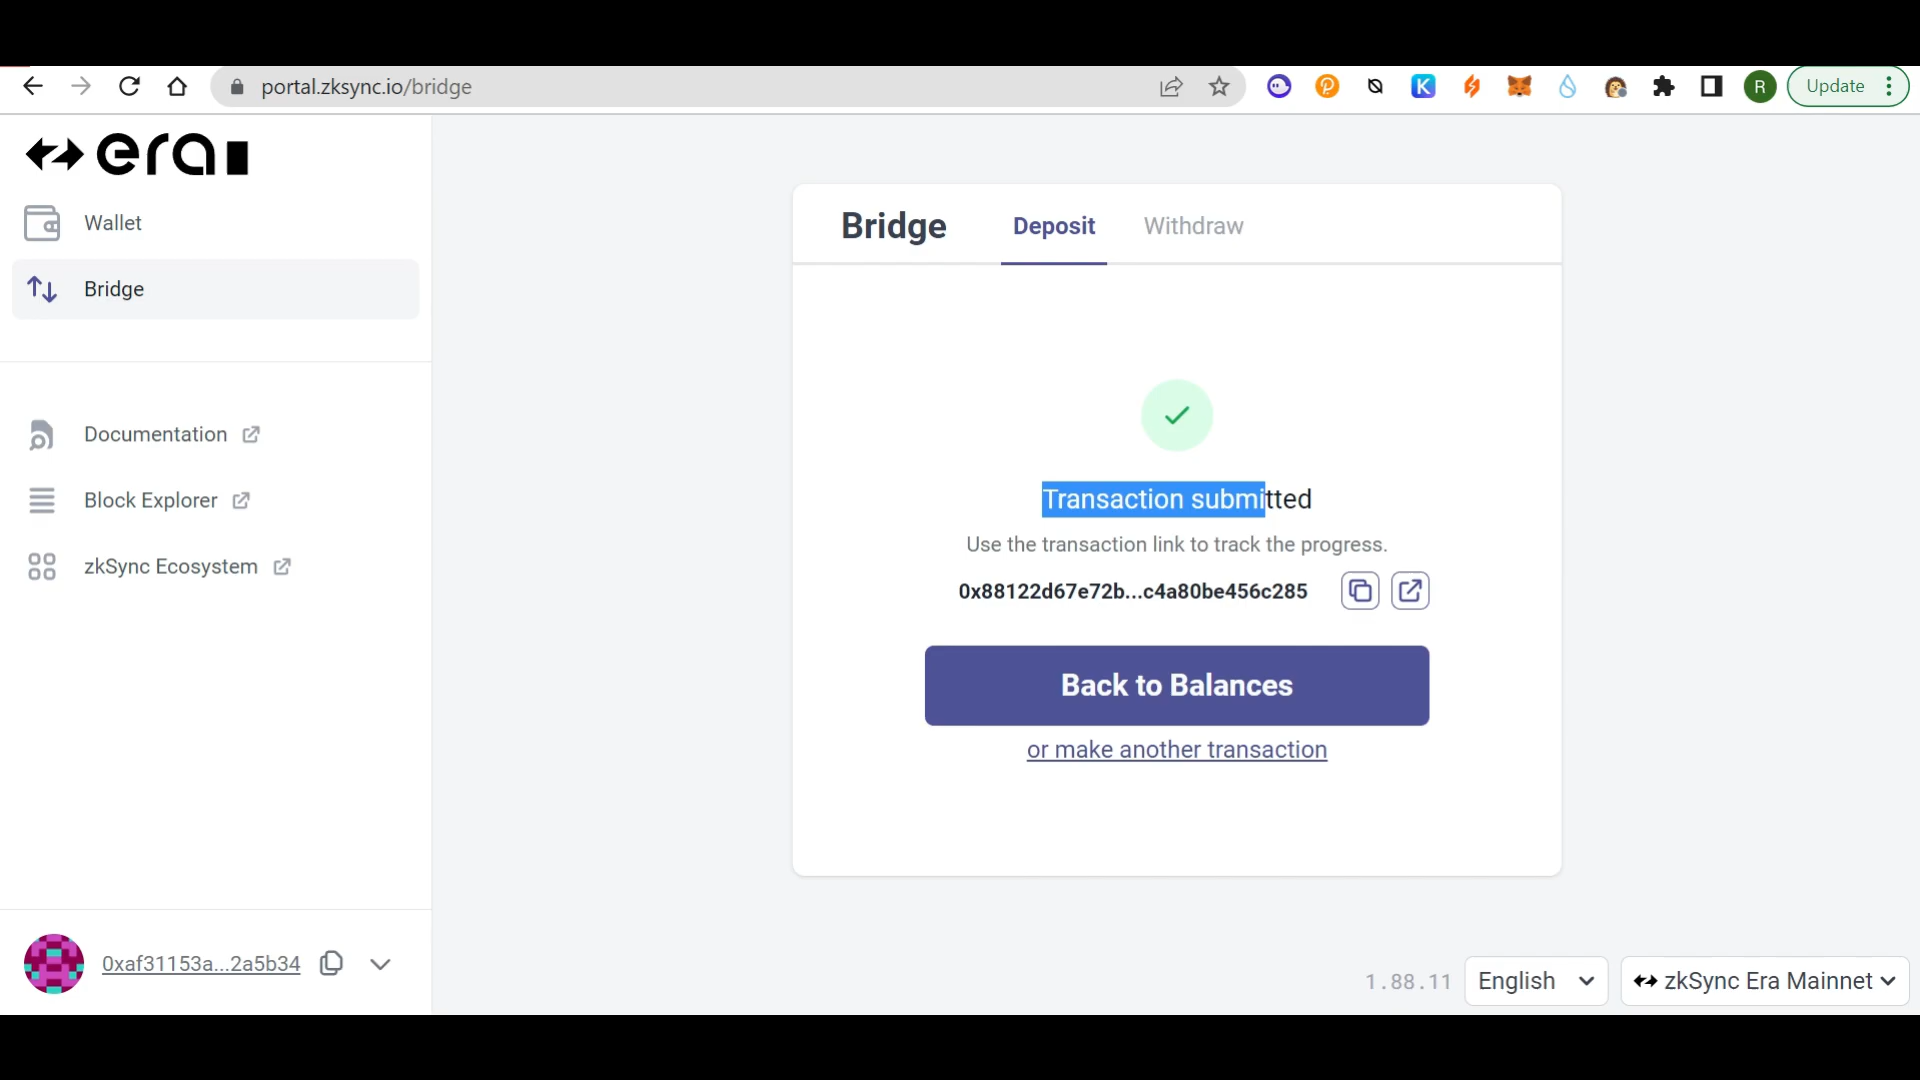 portal.zksync.io/bridge
R
Update
era
Wallet
Bridge
Documentation
Block Explorer
zkSync Ecosystem
0xaf31153a...2a5b34
Bridge
Deposit
Withdraw
Transaction submitted
Use the transaction link to track the progress.
0x88122d67e72b...c4a80be456c285
Back to Balances
or make another transaction
1.88.11
English
zkSync Era Mainnet